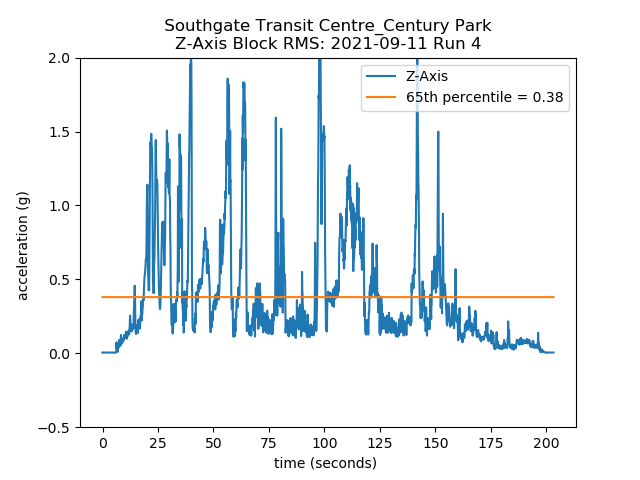 Southgate Transit Centre_Century Park
Z-Axis Block RMS: 2021-09-11 Run 4
2.0
1.5
1.0
0.5
0.0
−0.5
acceleration (g)
Z-Axis
65th percentile = 0.38
0 25 50 75 100 125 150 175 200
time (seconds)